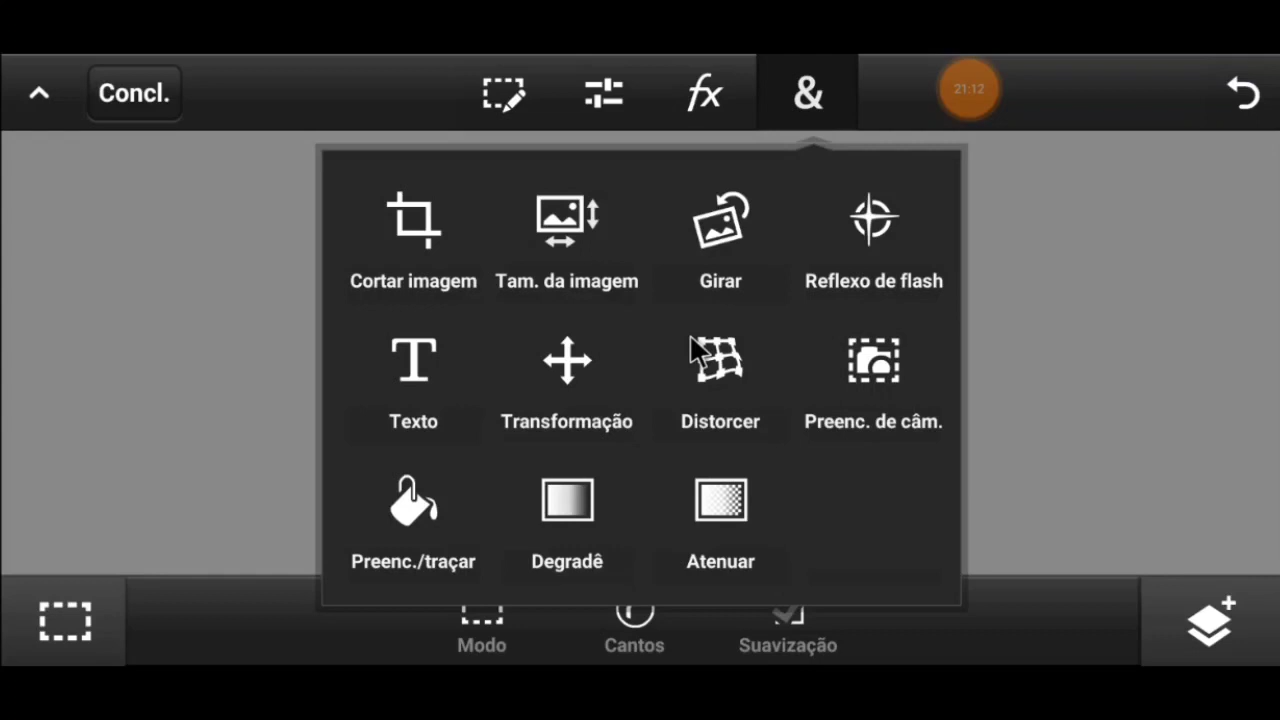 Concl.
fx
&
21:12
Cortar imagem
Tam. da imagem
Girar
Reflexo de flash
T
Texto
Transformação
Distorcer
Preenc. de câm.
Preenc./traçar
Degradê
Atenuar
Modo
Cantos
Suavização